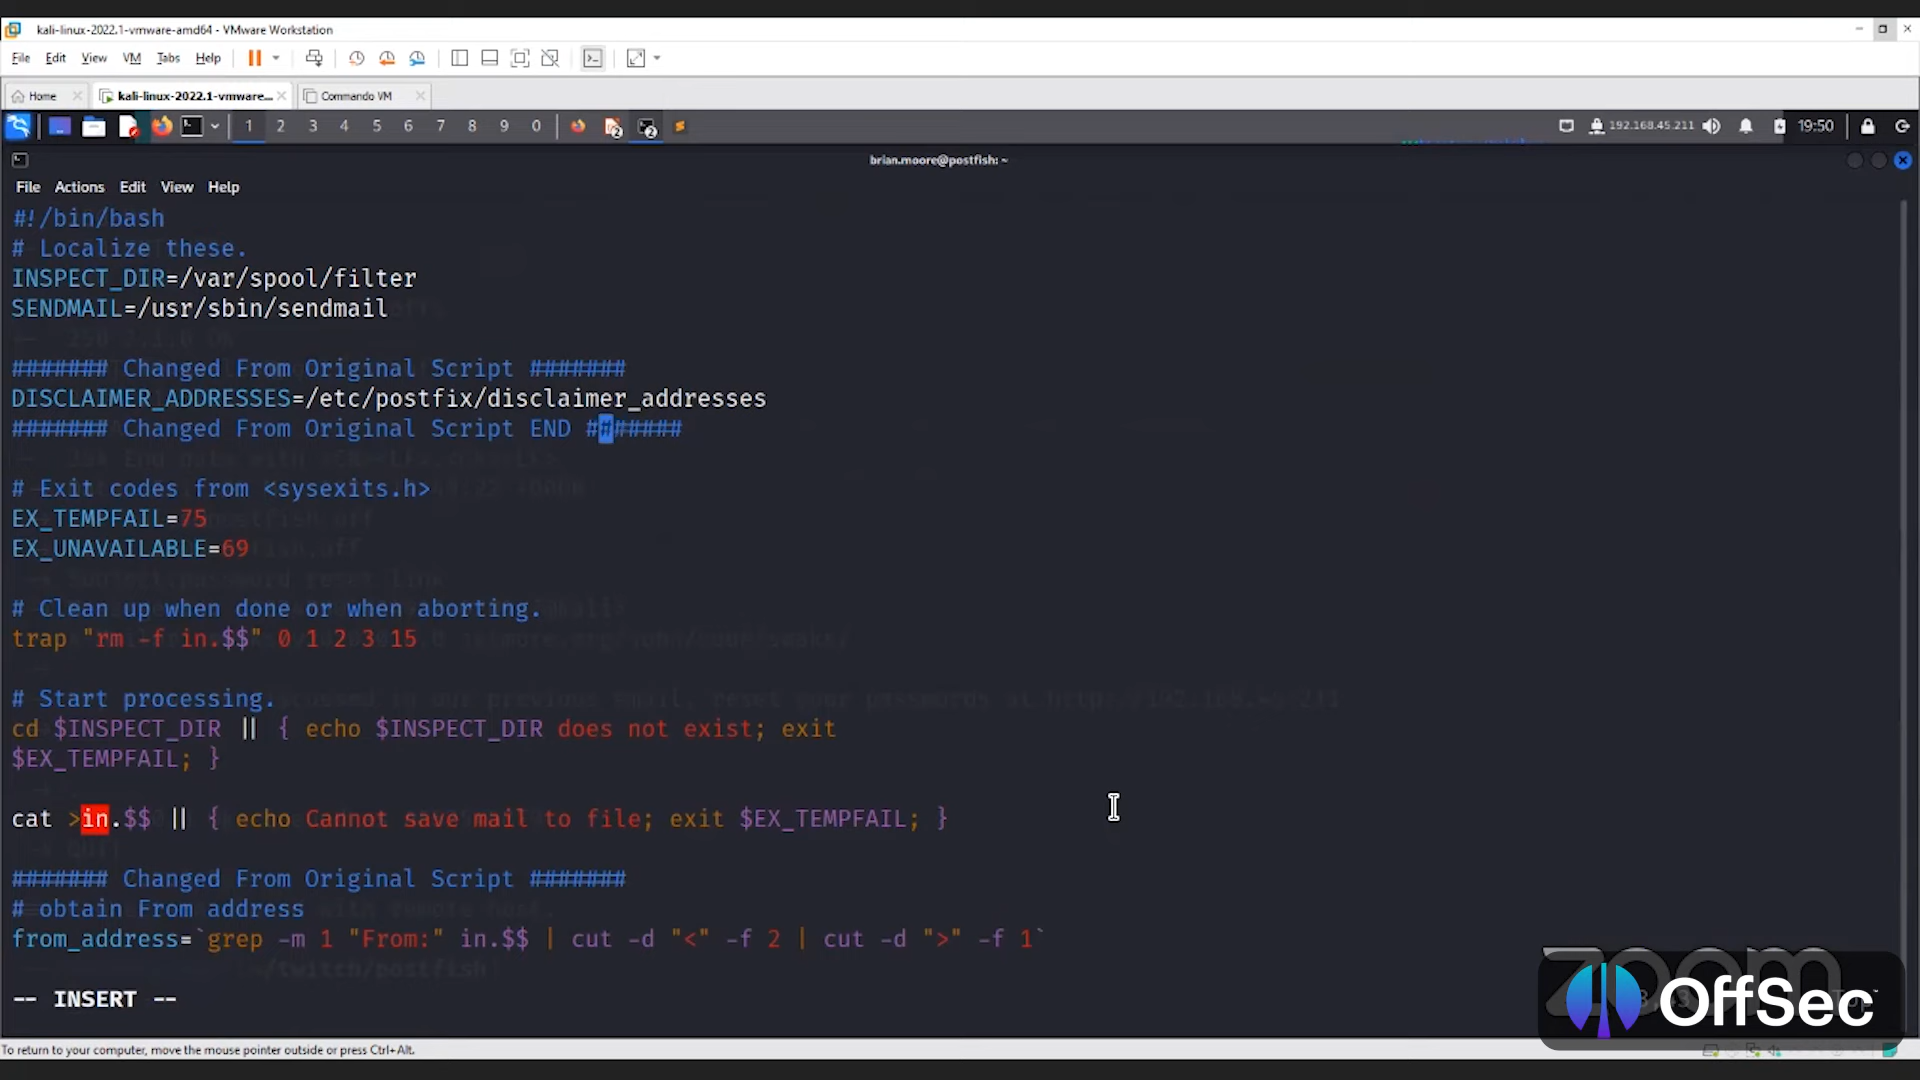 kali-linux-2022.1-vmware-amd64 - VMware Workstation
File Edit View VM Tabs Help
Home kali-linux-2022.1-vmware... Commando VM
1 2 3 4 5 6 7 8 9 0 192.168.45.211 19:50
brian.moore@postfish: ~
File Actions Edit View Help
#!/bin/bash
# Localize these.
INSPECT_DIR=/var/spool/filter
SENDMAIL=/usr/sbin/sendmail
####### Changed From Original Script #######
DISCLAIMER_ADDRESSES=/etc/postfix/disclaimer_addresses
####### Changed From Original Script END #######
# Exit codes from <sysexits.h>
EX_TEMPFAIL=75
EX_UNAVAILABLE=69
# Clean up when done or when aborting.
trap "rm -f in.$$" 0 1 2 3 15
# Start processing.
cd $INSPECT_DIR || { echo $INSPECT_DIR does not exist; exit
$EX_TEMPFAIL; }
cat >in.$$ || { echo Cannot save mail to file; exit $EX_TEMPFAIL; }
####### Changed From Original Script #######
# obtain From address
from_address=`grep -m 1 "From:" in.$$ | cut -d "<" -f 2 | cut -d ">" -f 1`
-- INSERT --
zoom
OffSec
To return to your computer, move the mouse pointer outside or press Ctrl+Alt.